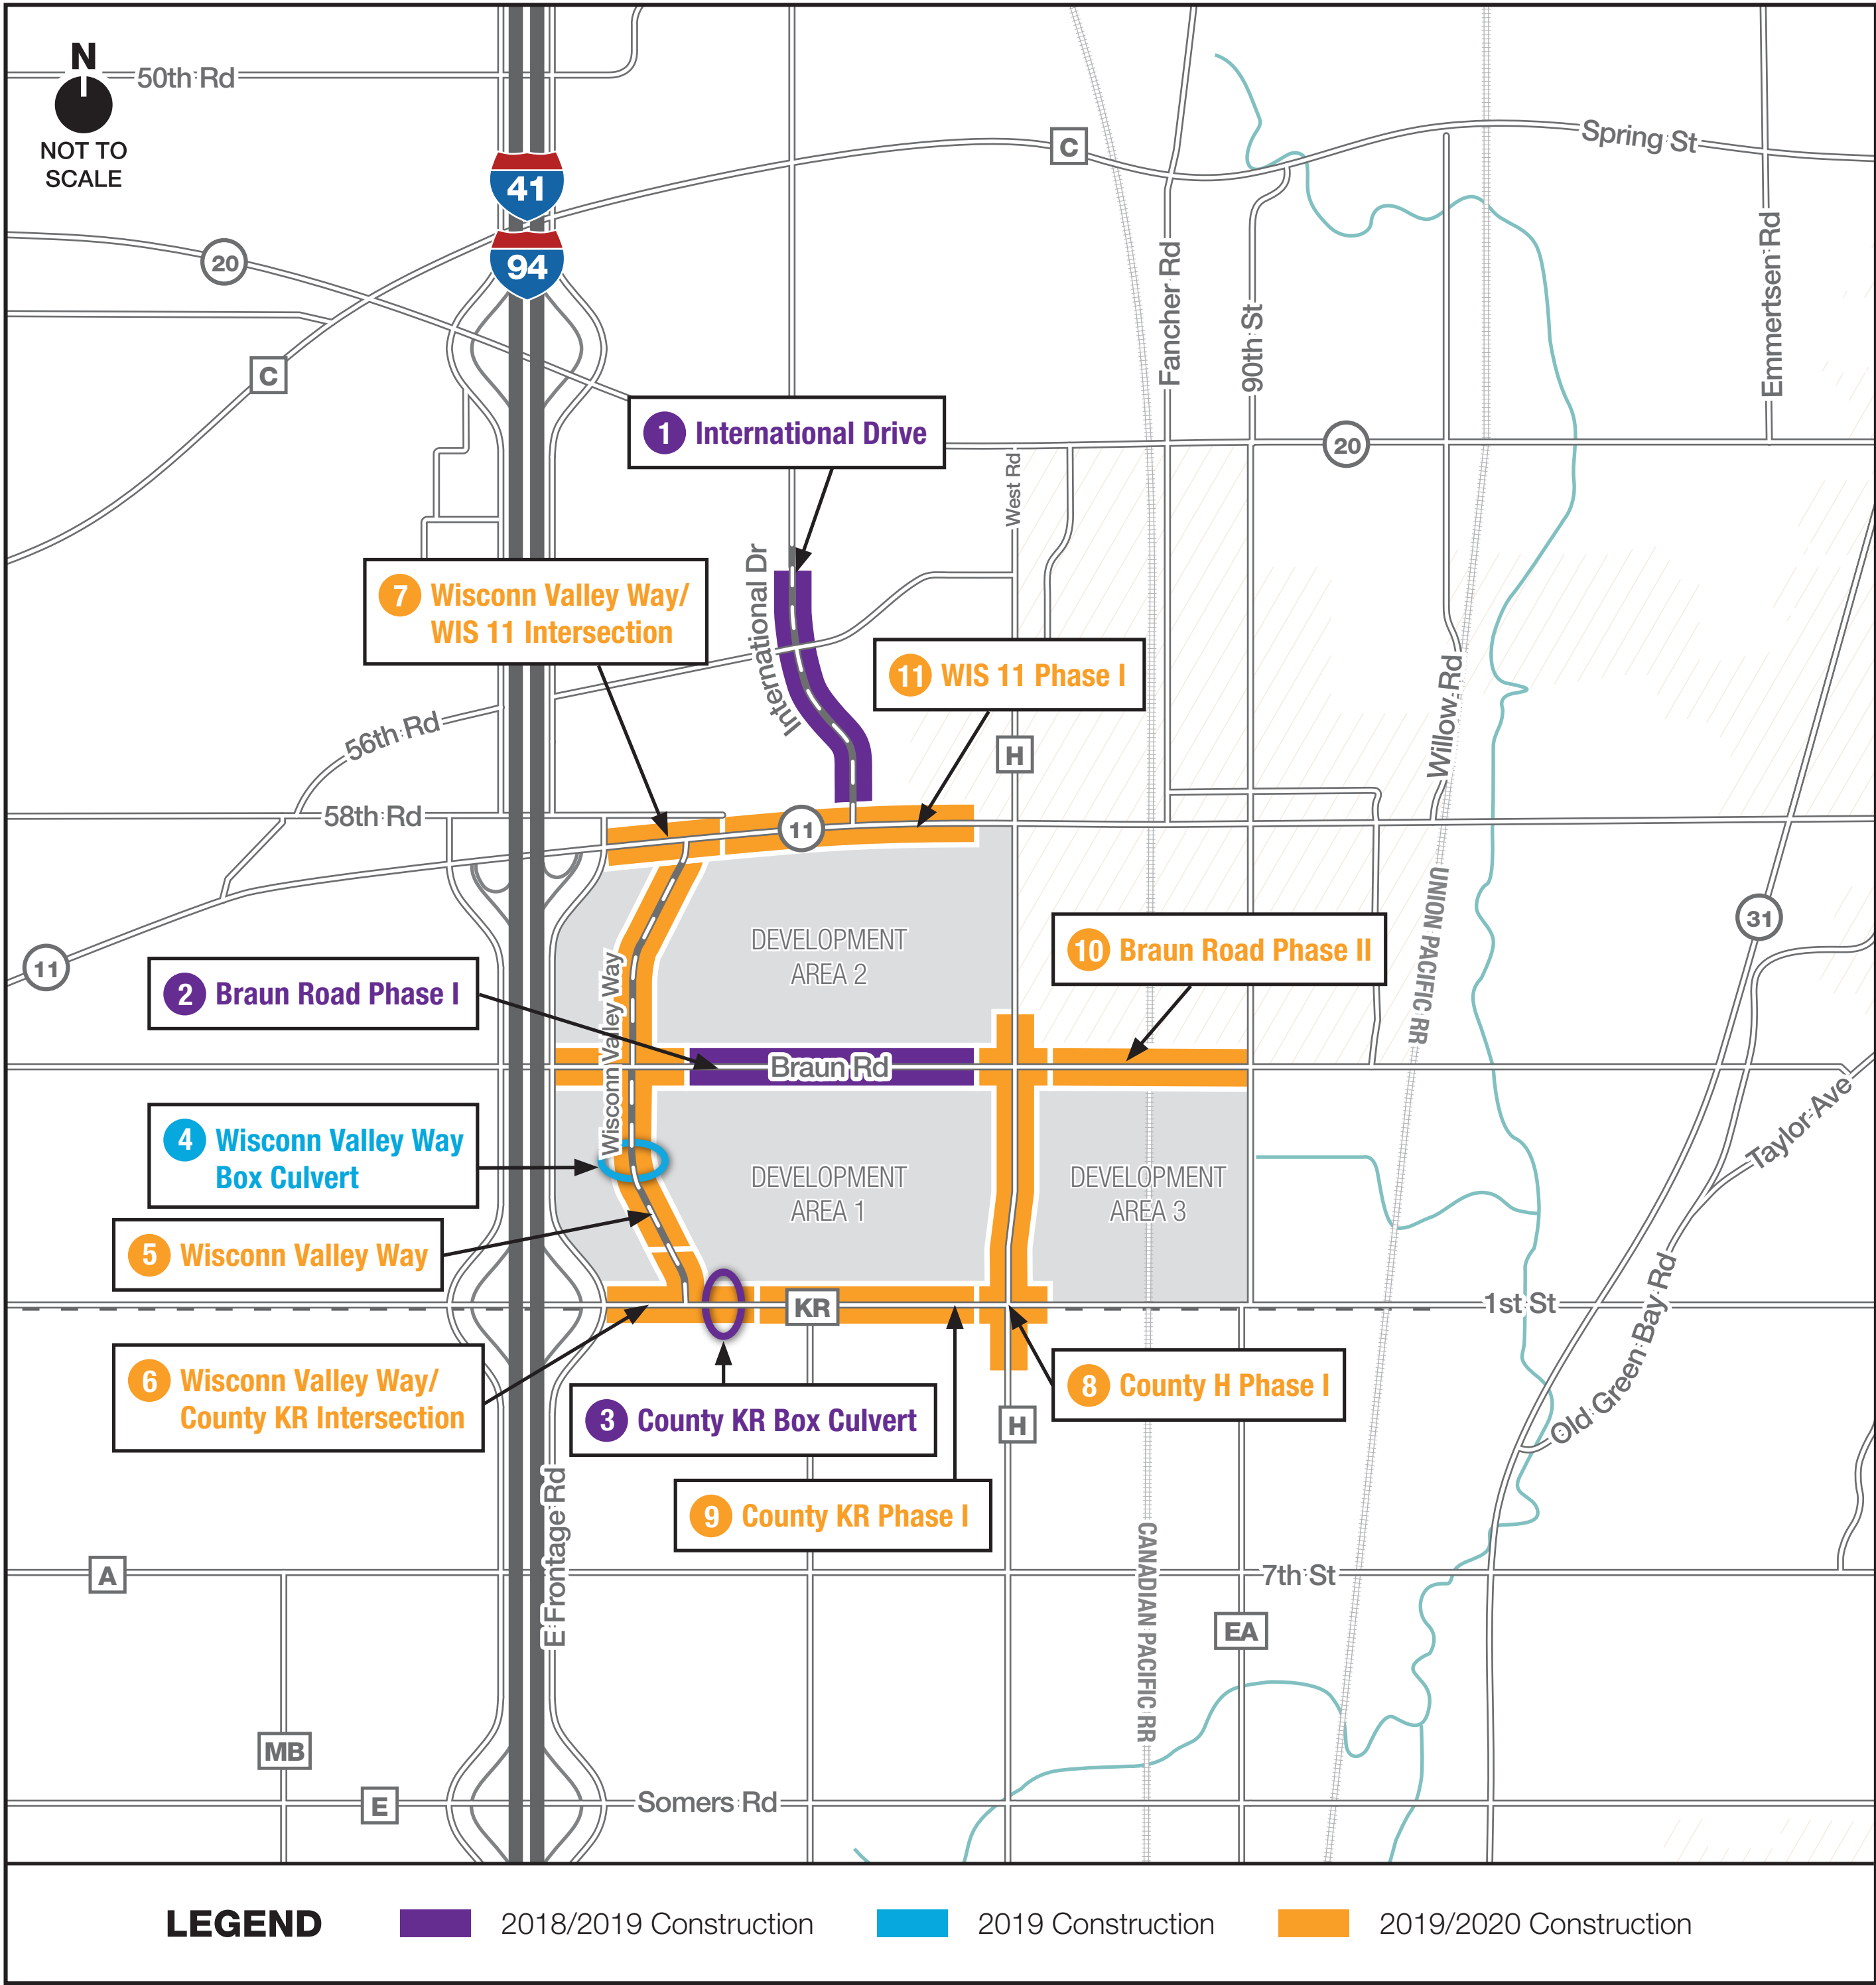 N
NOT TO
SCALE
50th Rd
41
94
C
Spring St
20
C
Fancher Rd
90th St
Emmertsen Rd
1 International Drive
20
West Rd
International Dr
7 Wisconn Valley Way/
WIS 11 Intersection
11 WIS 11 Phase I
56th Rd
H
Willow Rd
58th Rd
11
UNION PACIFIC RR
31
11
DEVELOPMENT
AREA 2
10 Braun Road Phase II
2 Braun Road Phase I
Wisconn Valley Way
Braun Rd
Taylor Ave
4 Wisconn Valley Way
Box Culvert
DEVELOPMENT
AREA 1
DEVELOPMENT
AREA 3
5 Wisconn Valley Way
KR
1st St
Old Green Bay Rd
6 Wisconn Valley Way/
County KR Intersection
3 County KR Box Culvert
8 County H Phase I
H
9 County KR Phase I
E Frontage Rd
CANADIAN PACIFIC RR
A
7th St
EA
MB
E
Somers Rd
LEGEND
2018/2019 Construction
2019 Construction
2019/2020 Construction